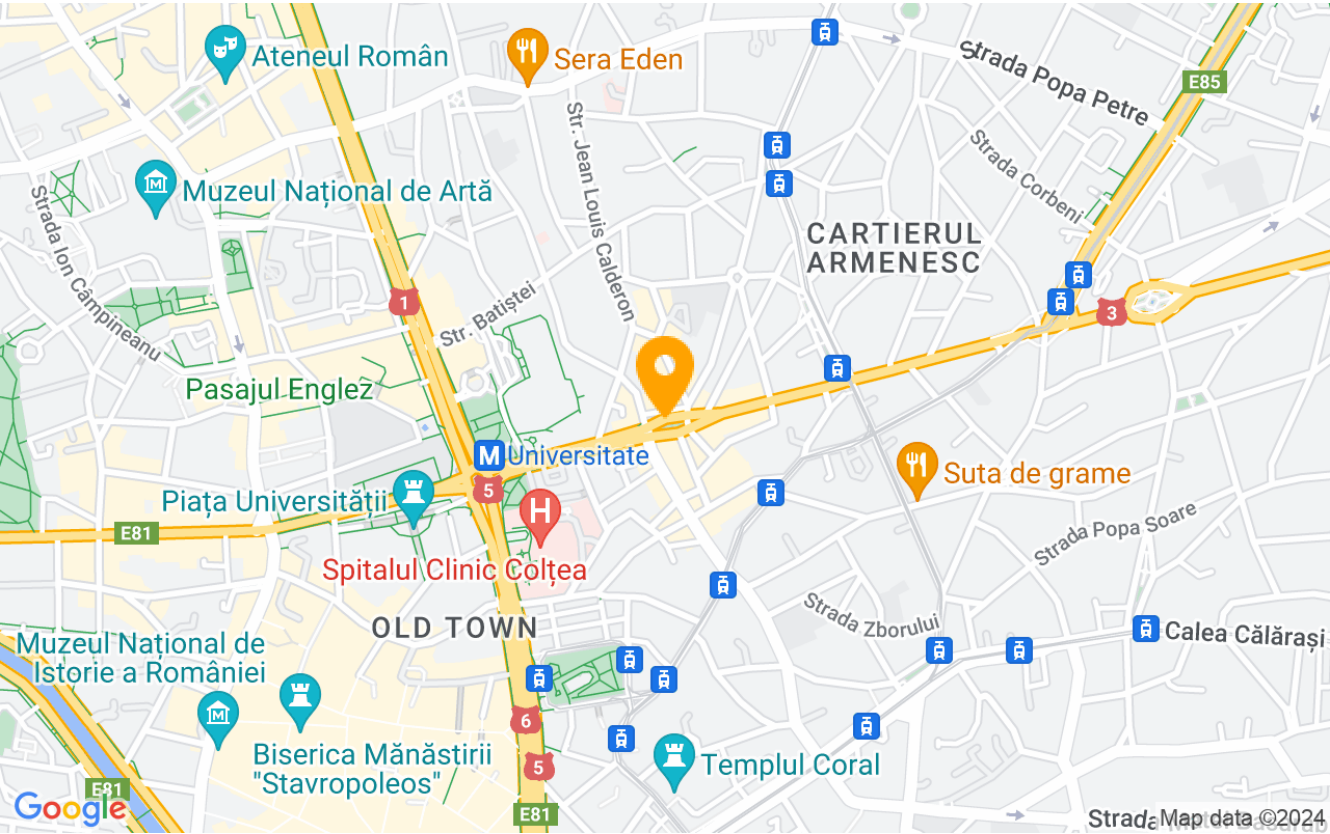 Ateneul Român
Sera Eden
Strada Popa Petre
E85
Str. Jean Louis Calderon
Strada Corbeni
Muzeul Național de Artă
Strada Ion Câmpineanu
CARTIERUL
ARMENESC
1
Str. Batiștei
3
Pasajul Englez
M
Universitate
Suta de grame
Piața Universității
5
H
E81
Strada Popa Soare
Spitalul Clinic Colțea
Strada Zborului
OLD TOWN
Calea Călărași
Muzeul Național de
Istorie a României
6
Biserica Mănăstirii
"Stavropoleos"
Templul Coral
5
E81
Google
E81
Strada
Map data ©2024